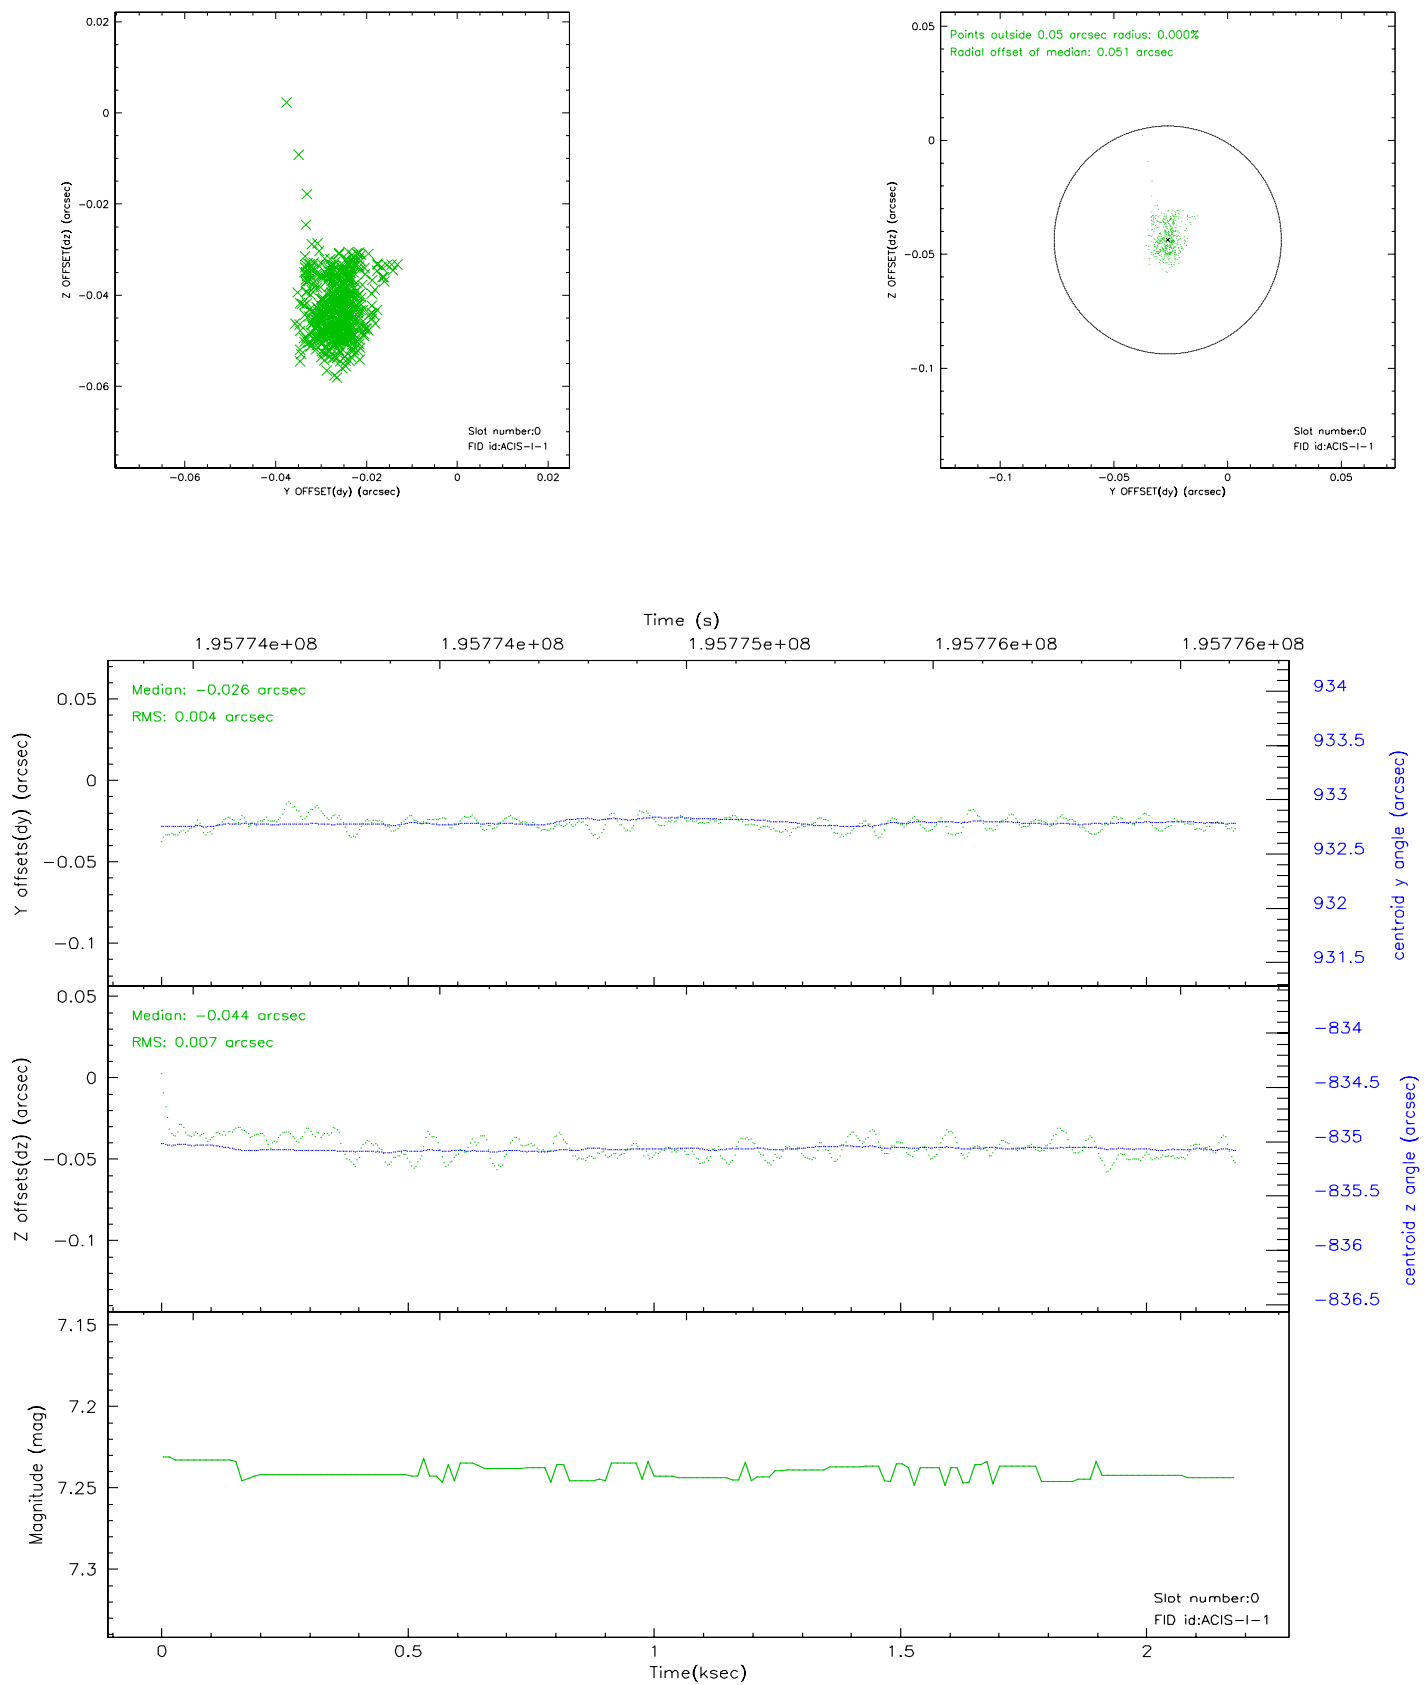 0.02
0
-0.02
-0.04
-0.06
Z OFFSET(dz) (arcsec)
Slot number:0
FID id:ACIS-I-1
-0.06 -0.04 -0.02 0 0.02
Y OFFSET(dy) (arcsec)
0.05
0
-0.05
-0.1
Z OFFSET(dz) (arcsec)
Points outside 0.05 arcsec radius: 0.000%
Radial offset of median: 0.051 arcsec
Slot number:0
FID id:ACIS-I-1
-0.1 -0.05 0 0.05
Y OFFSET(dy) (arcsec)
Time (s)
1.95774e+08 1.95774e+08 1.95775e+08 1.95776e+08 1.95776e+08
Median: -0.026 arcsec
RMS: 0.004 arcsec
0.05
0
-0.05
-0.1
Y offsets(dy) (arcsec)
934
933.5
933
932.5
932
931.5
centroid y angle (arcsec)
Median: -0.044 arcsec
RMS: 0.007 arcsec
0.05
0
-0.05
-0.1
Z offsets(dz) (arcsec)
-834
-834.5
-835
-835.5
-836
-836.5
centroid z angle (arcsec)
7.15
7.2
7.25
7.3
Magnitude (mag)
Slot number:0
FID id:ACIS-I-1
0 0.5 1 1.5 2
Time(ksec)